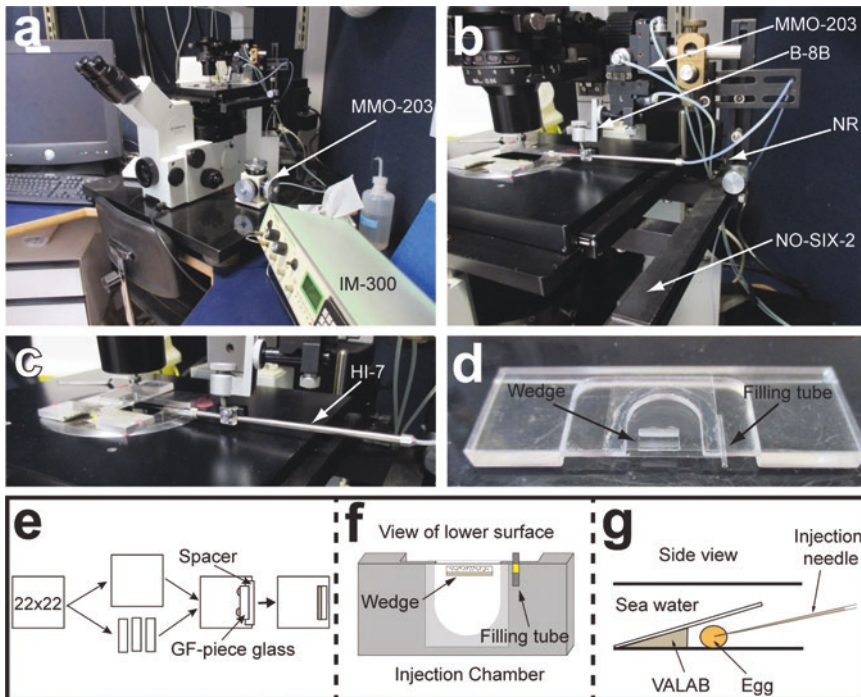 a
MMO-203
IM-300
b
MMO-203
B-8B
NR
NO-SIX-2
c
HI-7
d
Wedge
Filling tube
e
22x22
Spacer
GF-piece glass
f
View of lower surface
Wedge
Filling tube
Injection Chamber
g
Side view
Injection
needle
Sea water
VALAB
Egg